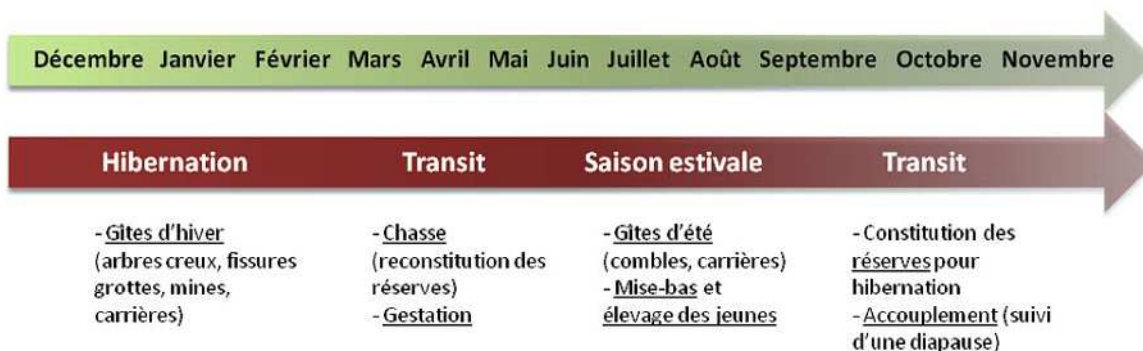 Décembre Janvier Février Mars Avril Mai Juin Juillet Août Septembre Octobre Novembre
Hibernation Transit Saison estivale Transit
- Gîtes d'hiver
(arbres creux, fissures
grottes, mines,
carrières)
- Chasse
(reconstitution des
réserves)
- Gestation
- Gîtes d'été
(combles, carrières)
- Mise-bas et
élevage des jeunes
- Constitution des
réserves pour
hibernation
- Accouplement (suivi
d'une diapause)